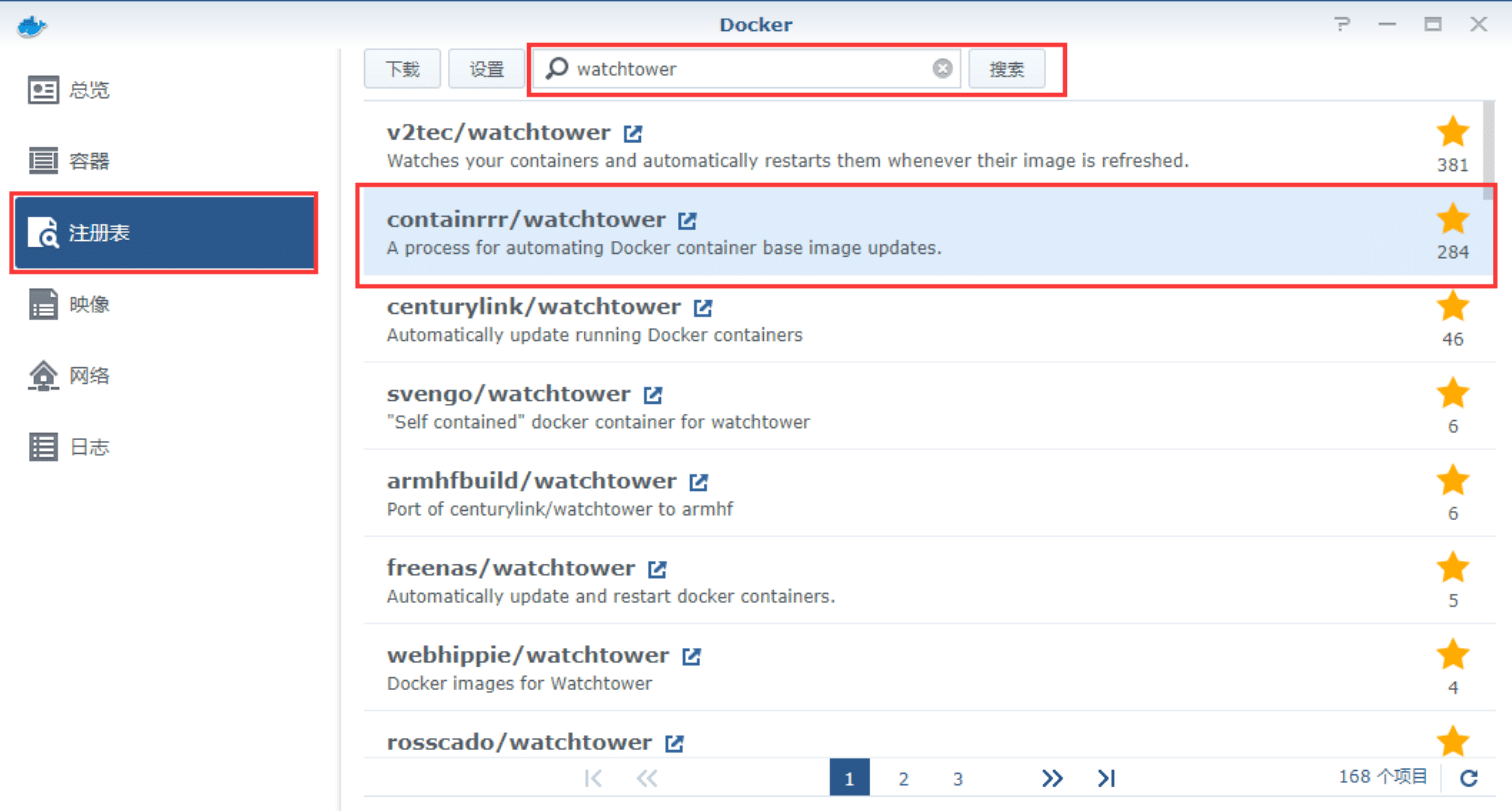 Docker
总览
容器
注册表
映像
网络
日志
下载 设置 watchtower 搜索
v2tec/watchtower
Watches your containers and automatically restarts them whenever their image is refreshed.
381
containrrr/watchtower
A process for automating Docker container base image updates.
284
centurylink/watchtower
Automatically update running Docker containers
46
svengo/watchtower
"Self contained" docker container for watchtower
6
armhfbuild/watchtower
Port of centurylink/watchtower to armhf
6
freenas/watchtower
Automatically update and restart docker containers.
5
webhippie/watchtower
Docker images for Watchtower
4
rosscado/watchtower
1 2 3 168 个项目